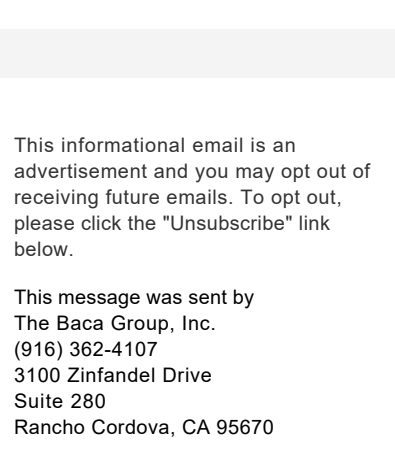 This informational email is an
advertisement and you may opt out of
receiving future emails. To opt out,
please click the "Unsubscribe" link
below.
This message was sent by
The Baca Group, Inc.
(916) 362-4107
3100 Zinfandel Drive
Suite 280
Rancho Cordova, CA 95670